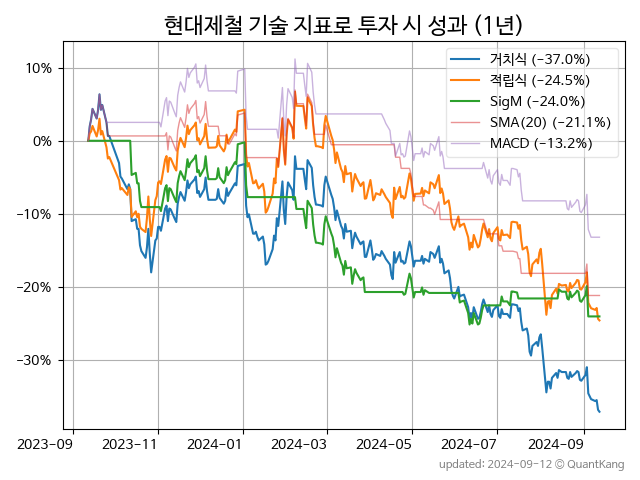 현대제철 기술 지표로 투자 시 성과 (1년)
거치식 (−37.0%)
적립식 (−24.5%)
SigM (−24.0%)
SMA(20) (−21.1%)
MACD (−13.2%)
10%
0%
−10%
−20%
−30%
2023-09 2023-11 2024-01 2024-03 2024-05 2024-07 2024-09
updated: 2024-09-12 © QuantKang